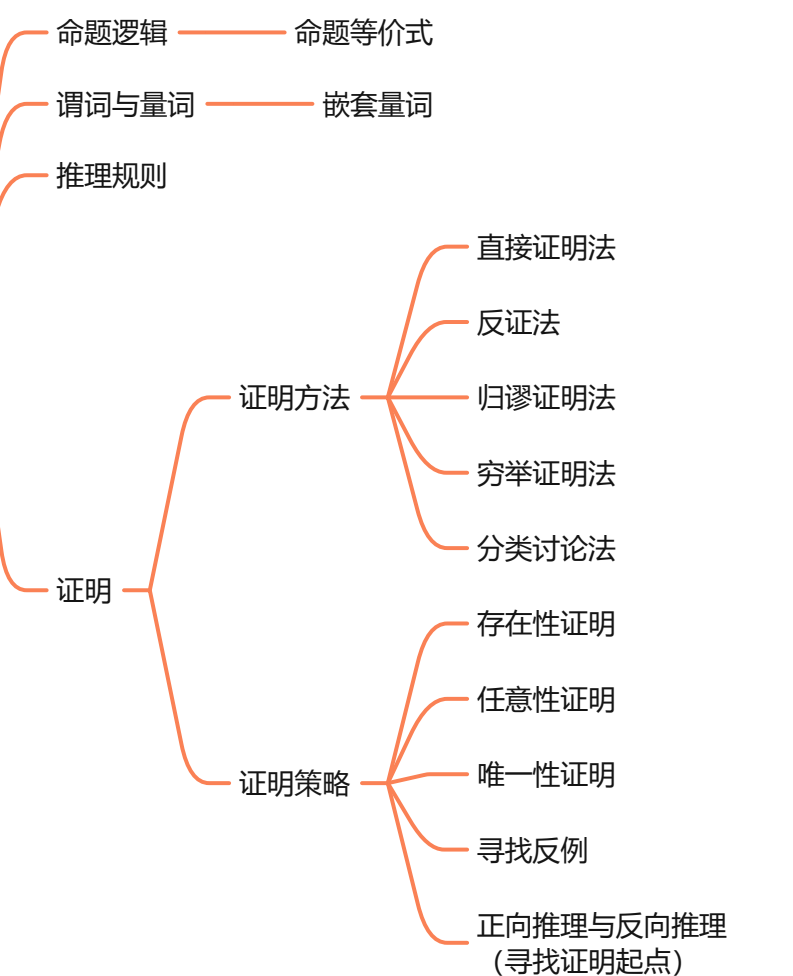 命题逻辑
命题等价式
谓词与量词
嵌套量词
推理规则
直接证明法
反证法
证明方法
归谬证明法
穷举证明法
分类讨论法
证明
存在性证明
任意性证明
唯一性证明
证明策略
寻找反例
正向推理与反向推理
（寻找证明起点）